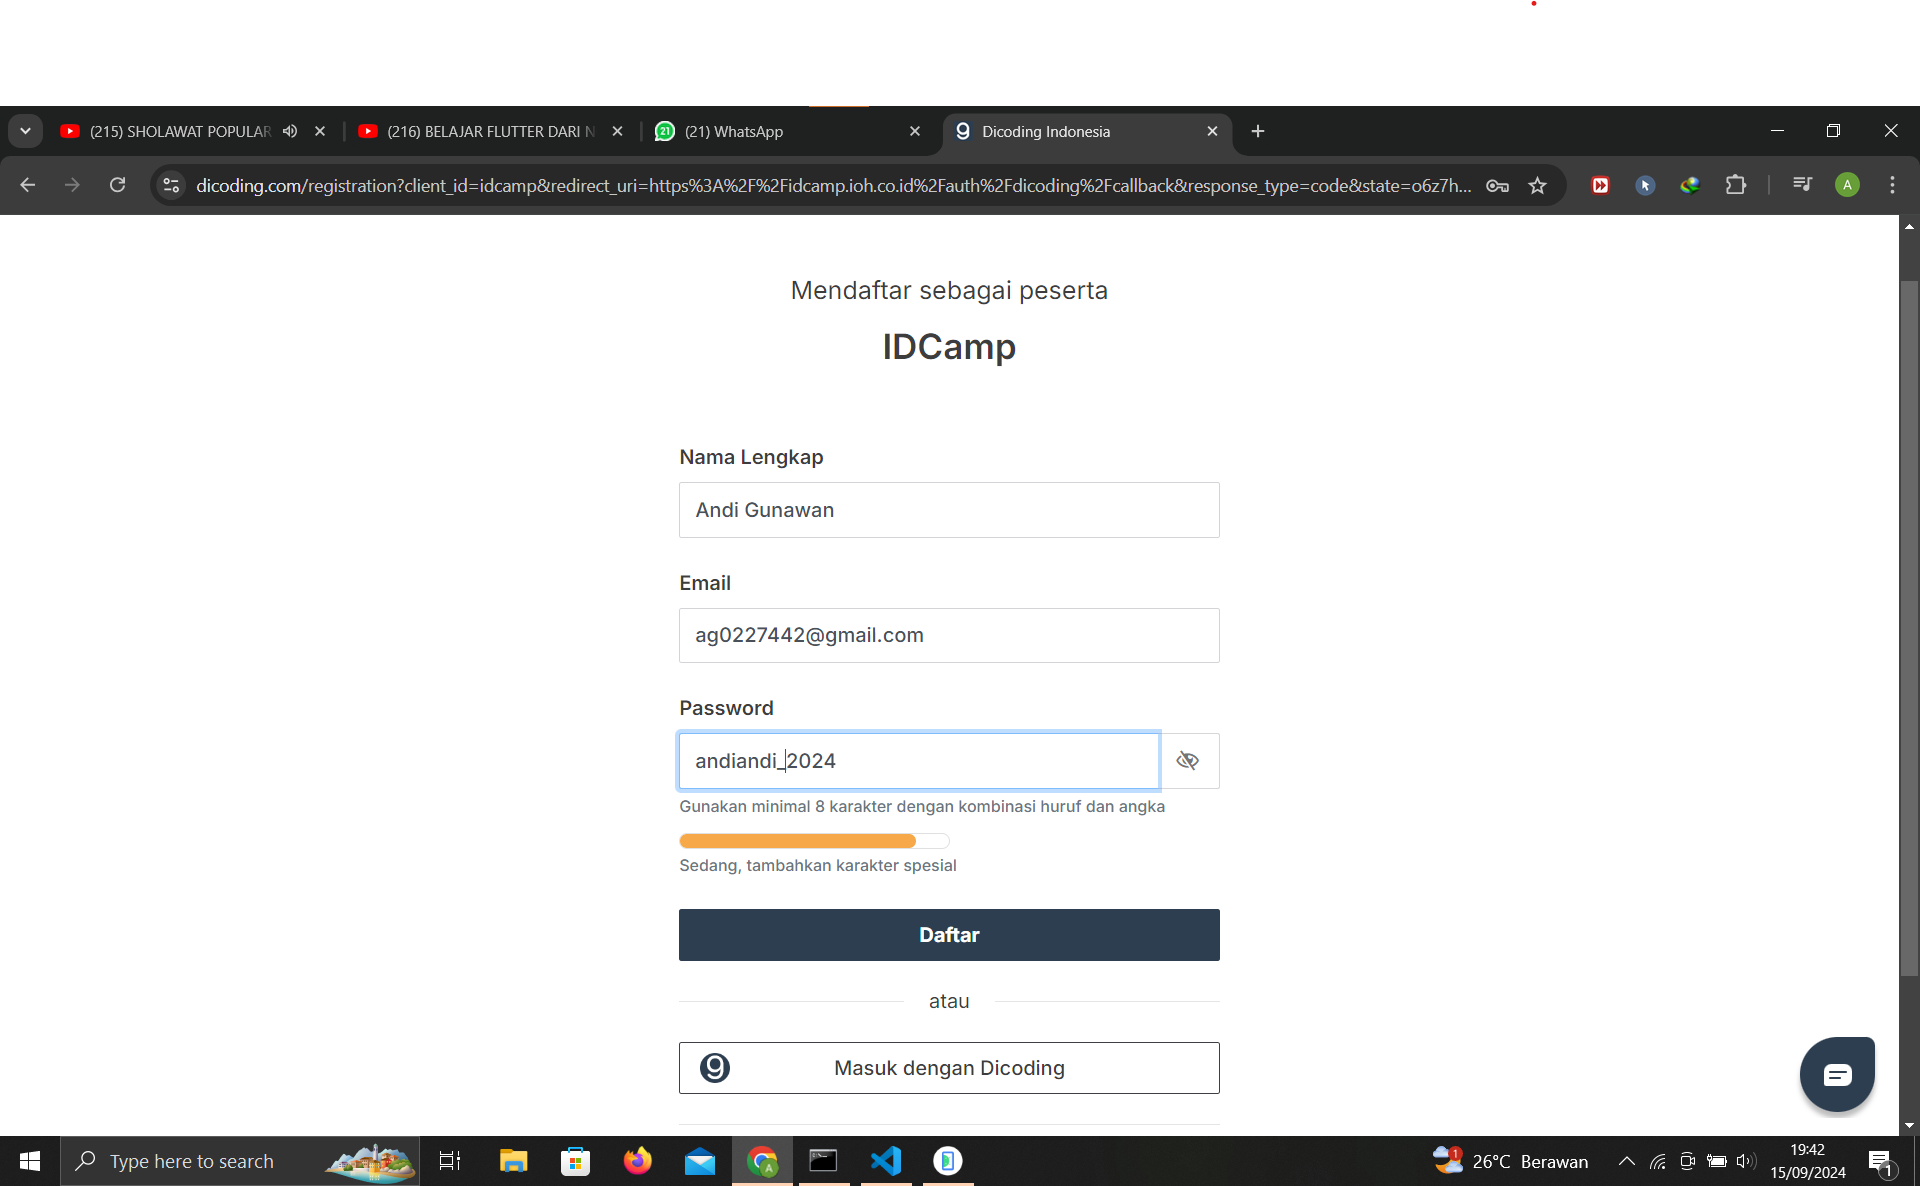 (215) SHOLAWAT POPULAR
(216) BELAJAR FLUTTER DARI N
21
(21) WhatsApp
Dicoding Indonesia
dicoding.com/registration?client_id=idcamp&redirect_uri=https%3A%2F%2Fidcamp.ioh.co.id%2Fauth%2Fdicoding%2Fcallback&response_type=code&state=o6z7h...
A
Mendaftar sebagai peserta
IDCamp
Nama Lengkap
Andi Gunawan
Email
ag0227442@gmail.com
Password
andiandi_2024
Gunakan minimal 8 karakter dengan kombinasi huruf dan angka
Sedang, tambahkan karakter spesial
Daftar
atau
Masuk dengan Dicoding
Type here to search
A
1
26°C Berawan
19:42
15/09/2024
1